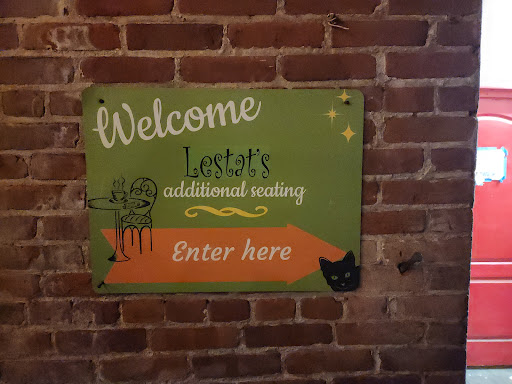 Welcome
Lestat's
additional seating
Enter here